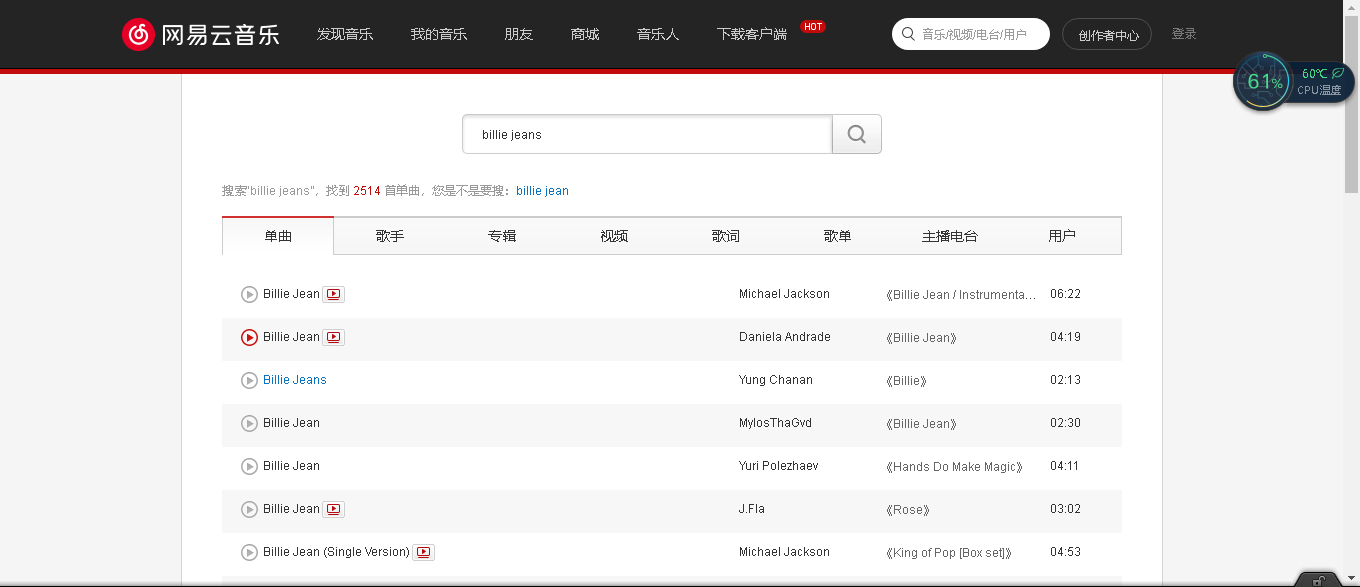 网易云音乐 发现音乐 我的音乐 朋友 商城 音乐人 下载客户端 HOT 音乐/视频/电台/用户 创作者中心 登录
61% 60℃
CPU温度
billie jeans
搜索"billie jeans"，找到 2514 首单曲，您是不是要搜：billie jean
单曲 歌手 专辑 视频 歌词 歌单 主播电台 用户
Billie Jean Michael Jackson 《Billie Jean / Instrumenta... 06:22
Billie Jean Daniela Andrade 《Billie Jean》 04:19
Billie Jeans Yung Chanan 《Billie》 02:13
Billie Jean MylosThaGvd 《Billie Jean》 02:30
Billie Jean Yuri Polezhaev 《Hands Do Make Magic》 04:11
Billie Jean J.Fla 《Rose》 03:02
Billie Jean (Single Version) Michael Jackson 《King of Pop [Box set]》 04:53